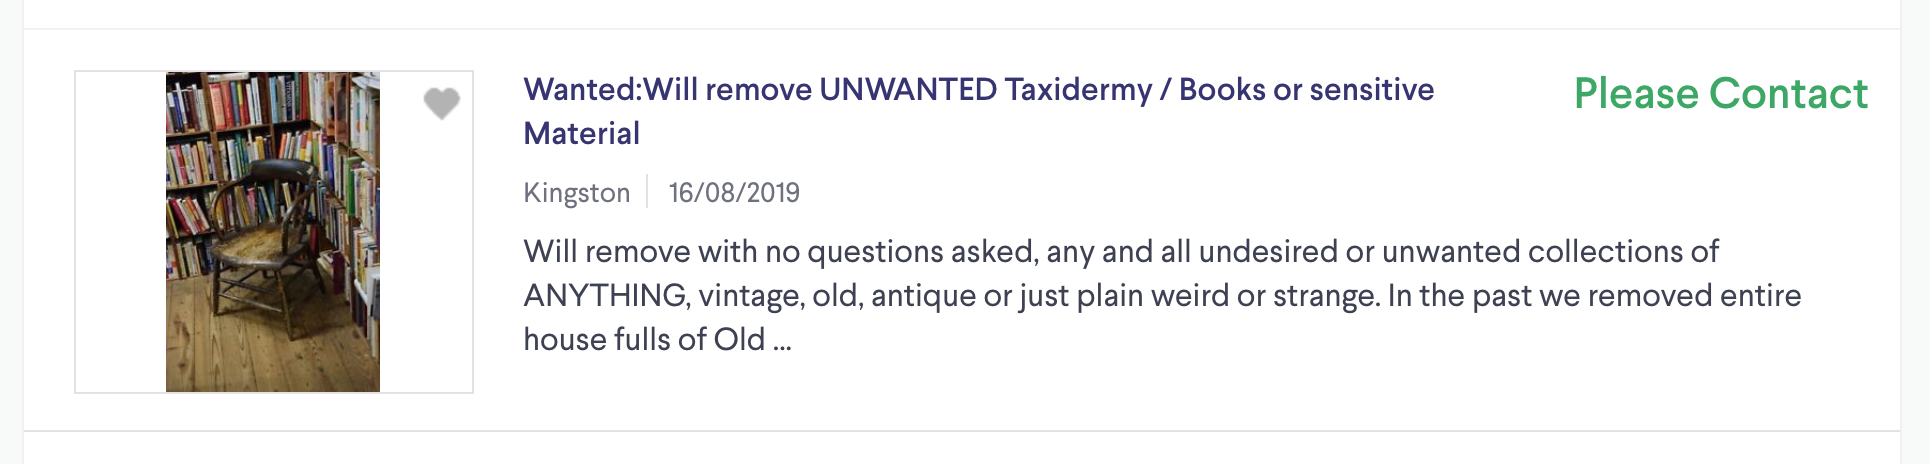 Wanted:Will remove UNWANTED Taxidermy / Books or sensitive
Material
Please Contact
Kingston 16/08/2019
Will remove with no questions asked, any and all undesired or unwanted collections of
ANYTHING, vintage, old, antique or just plain weird or strange. In the past we removed entire
house fulls of Old ...